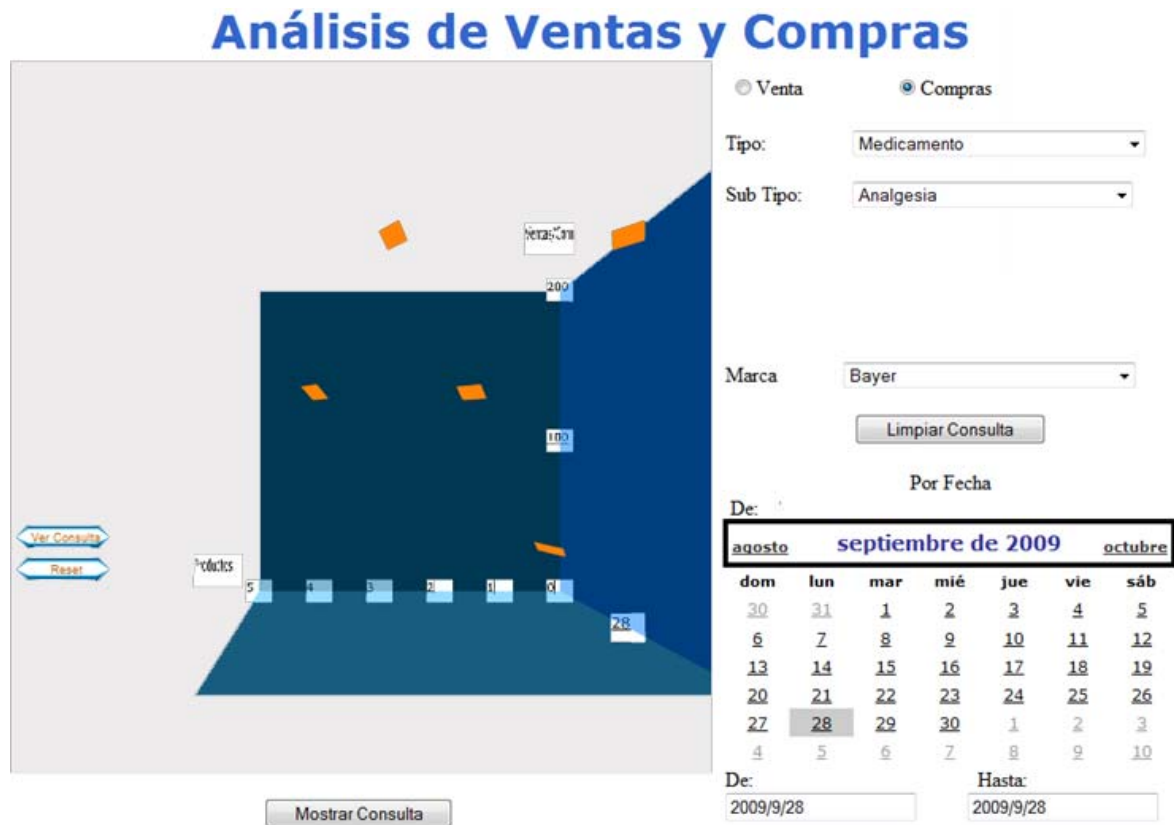 Análisis de Ventas y Compras
Venta Compras
Tipo: Medicamento
Sub Tipo: Analgesia
Marca Bayer
Limpiar Consulta
Por Fecha
De:
agosto septiembre de 2009 octubre
dom lun mar mié jue vie sáb
30 31 1 2 3 4 5
6 7 8 9 10 11 12
13 14 15 16 17 18 19
20 21 22 23 24 25 26
27 28 29 30 1 2 3
4 5 6 7 8 9 10
De: Hasta:
2009/9/28 2009/9/28
200
100
Ver Consulta
Reset
Productos
5 4 3 2 1 0
28
Mostrar Consulta